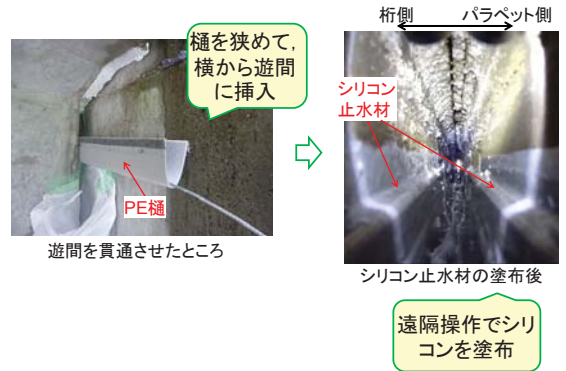 樋を狭めて,
横から遊間
に挿入
PE樋
遊間を貫通させたところ
桁側
パラペット側
シリコン
止水材
シリコン止水材の塗布後
遠隔操作でシリ
コンを塗布